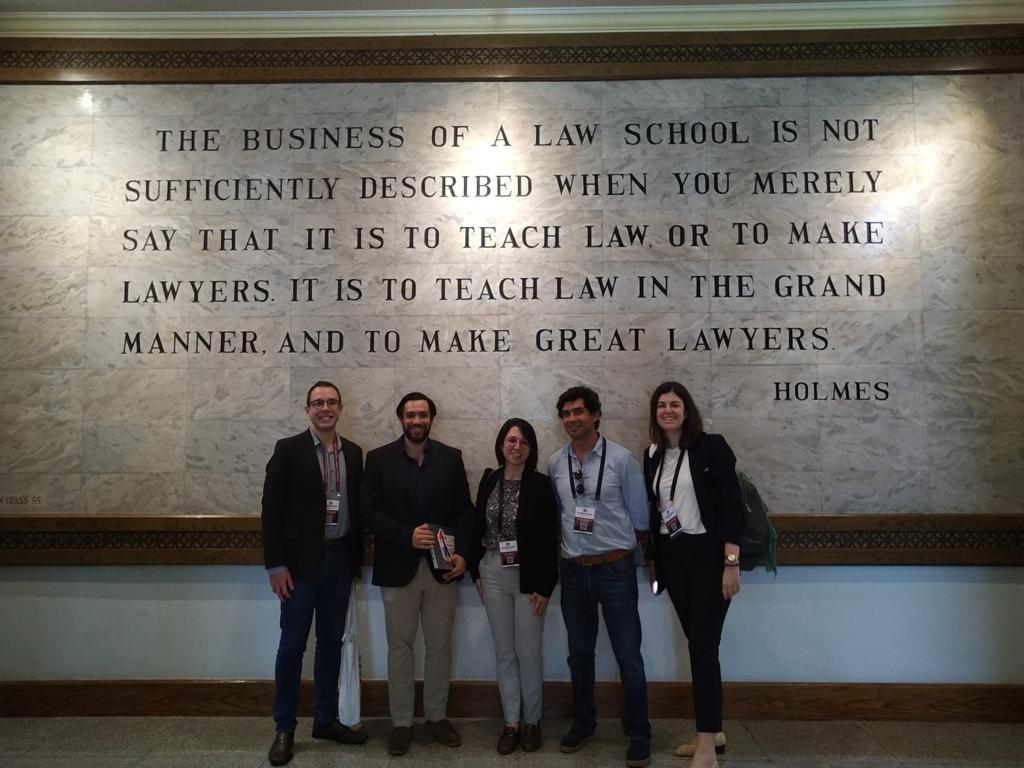 THE BUSINESS OF A LAW SCHOOL IS NOT
SUFFICIENTLY DESCRIBED WHEN YOU MERELY
SAY THAT IT IS TO TEACH LAW, OR TO MAKE
LAWYERS. IT IS TO TEACH LAW IN THE GRAND
MANNER, AND TO MAKE GREAT LAWYERS.
HOLMES
CLASS 55